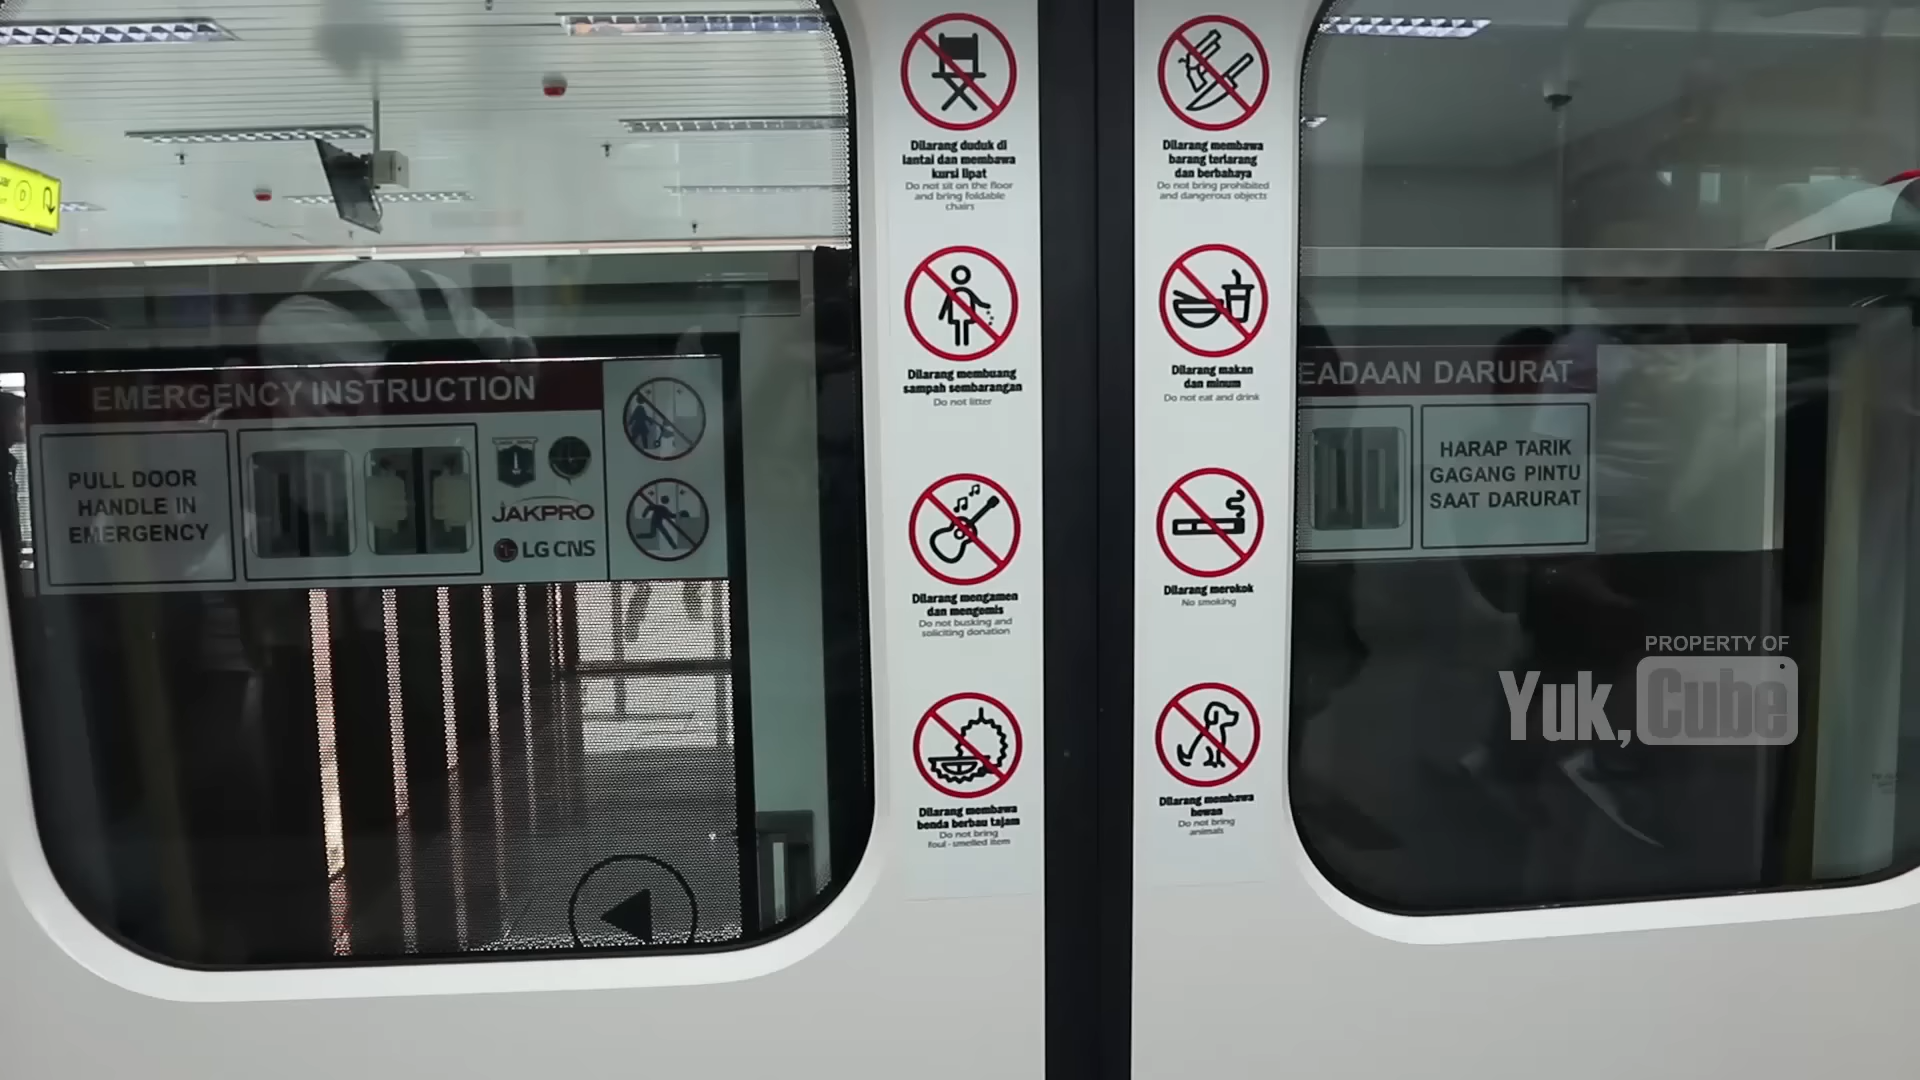 EMERGENCY INSTRUCTION
PULL DOOR
HANDLE IN
EMERGENCY
JAKPRO
LG CNS
Dilarang duduk di
lantai dan membawa
kursi lipat
Do not sit on the floor
and bring foldable
chairs
Dilarang membuang
sampah sembarangan
Do not litter
Dilarang mengamen
dan mengemis
Do not busking and
soliciting donation
Dilarang membawa
benda berbau tajam
Do not bring
foul - smelled item
Dilarang membawa
barang terlarang
dan berbahaya
Do not bring prohibited
and dangerous objects
Dilarang makan
dan minum
Do not eat and drink
Dilarang merokok
No smoking
Dilarang membawa
hewan
Do not bring
animals
EADAAN DARURAT
HARAP TARIK
GAGANG PINTU
SAAT DARURAT
PROPERTY OF
Yuk, Cube